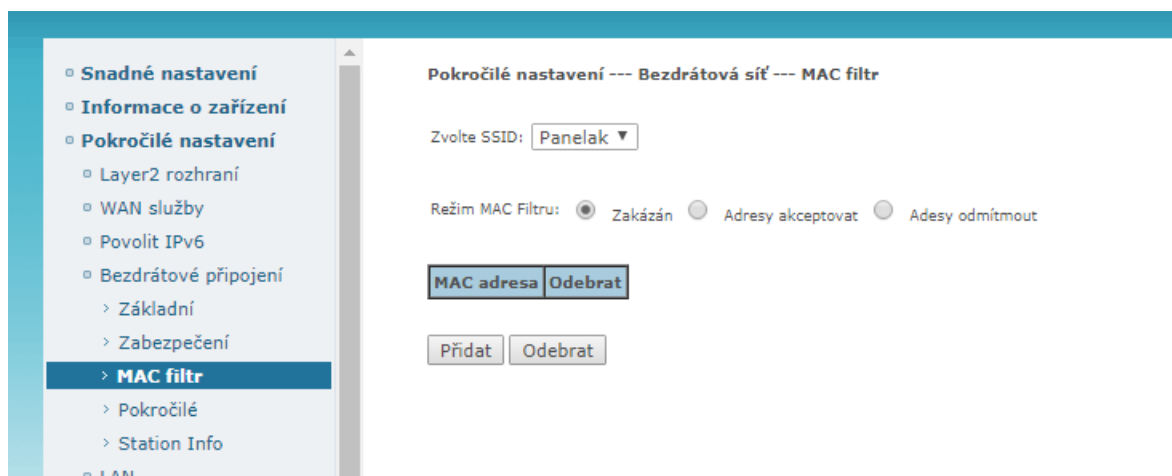 Snadné nastavení
Informace o zařízení
Pokročilé nastavení
Layer2 rozhraní
WAN služby
Povolit IPv6
Bezdrátové připojení
Základní
Zabezpečení
MAC filtr
Pokročilé
Station Info
LAN
Pokročilé nastavení --- Bezdrátová síť --- MAC filtr
Zvolte SSID: Panelak
Režim MAC Filtru: Zakázán Adresy akceptovat Adesy odmítmout
MAC adresa Odebrat
Přidat Odebrat